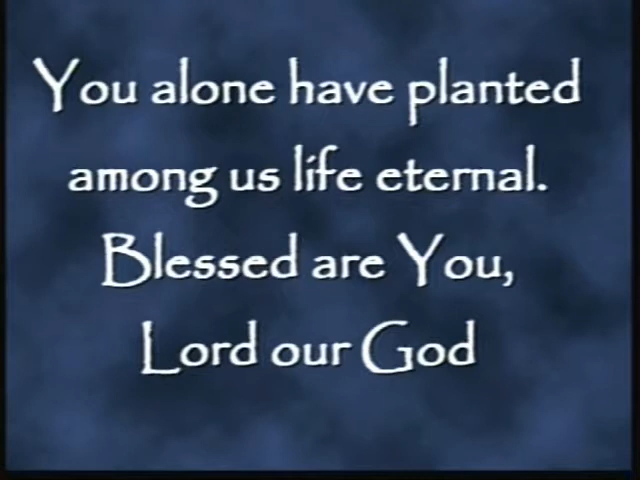 You alone have planted
among us life eternal.
Blessed are You,
Lord our God